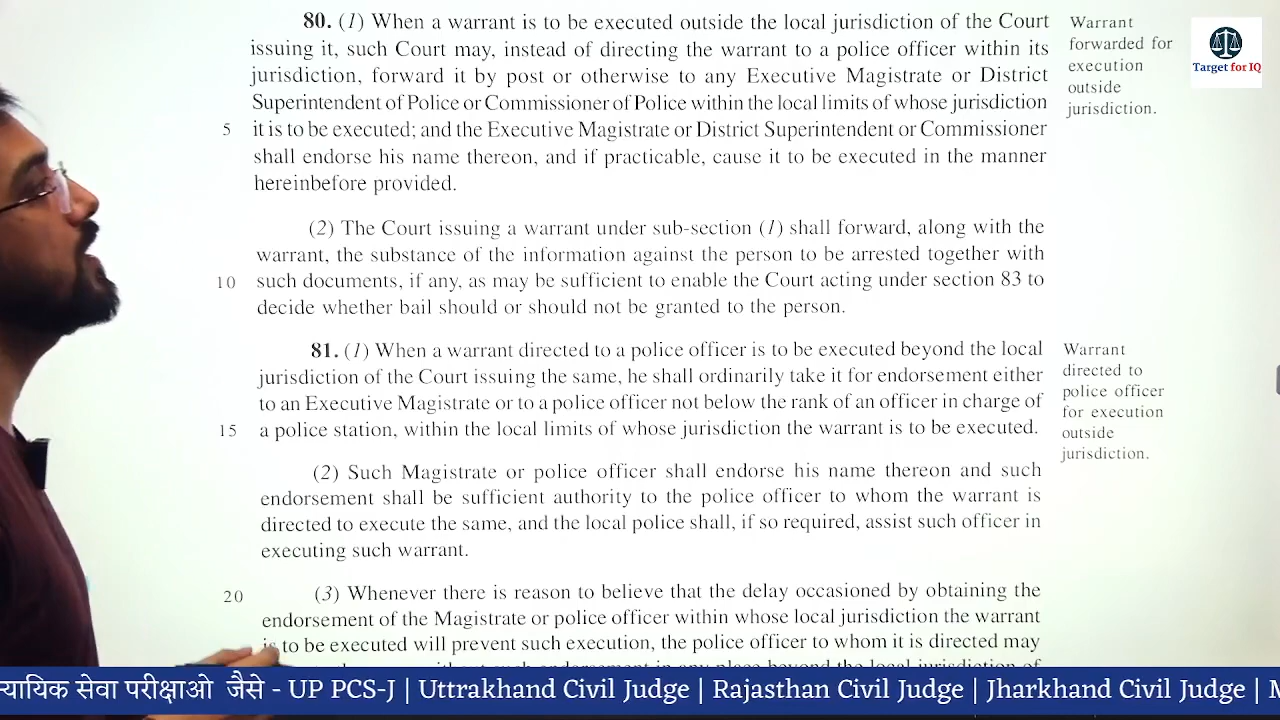 80. (1) When a warrant is to be executed outside the local jurisdiction of the Court
issuing it, such Court may, instead of directing the warrant to a police officer within its
jurisdiction, forward it by post or otherwise to any Executive Magistrate or District
Superintendent of Police or Commissioner of Police within the local limits of whose jurisdiction
5 it is to be executed; and the Executive Magistrate or District Superintendent or Commissioner
shall endorse his name thereon, and if practicable, cause it to be executed in the manner
hereinbefore provided.
Warrant
forwarded for
execution
outside
jurisdiction.
Target for IQ
(2) The Court issuing a warrant under sub-section (1) shall forward, along with the
warrant, the substance of the information against the person to be arrested together with
10 such documents, if any, as may be sufficient to enable the Court acting under section 83 to
decide whether bail should or should not be granted to the person.
81. (1) When a warrant directed to a police officer is to be executed beyond the local
jurisdiction of the Court issuing the same, he shall ordinarily take it for endorsement either
to an Executive Magistrate or to a police officer not below the rank of an officer in charge of
15 a police station, within the local limits of whose jurisdiction the warrant is to be executed.
Warrant
directed to
police officer
for execution
outside
jurisdiction.
(2) Such Magistrate or police officer shall endorse his name thereon and such
endorsement shall be sufficient authority to the police officer to whom the warrant is
directed to execute the same, and the local police shall, if so required, assist such officer in
executing such warrant.
20 (3) Whenever there is reason to believe that the delay occasioned by obtaining the
endorsement of the Magistrate or police officer within whose local jurisdiction the warrant
is to be executed will prevent such execution, the police officer to whom it is directed may
न्यायिक सेवा परीक्षाओ जैसे - UP PCS-J | Uttrakhand Civil Judge | Rajasthan Civil Judge | Jharkhand Civil Judge | M